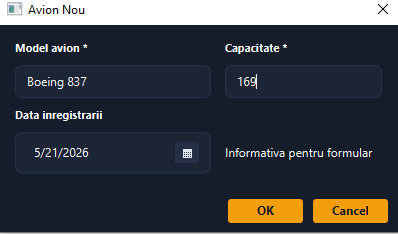 Avion Nou
Model avion * Capacitate *
Boeing 837 169
Data inregistrarii
5/21/2026 Informativa pentru formular
OK Cancel